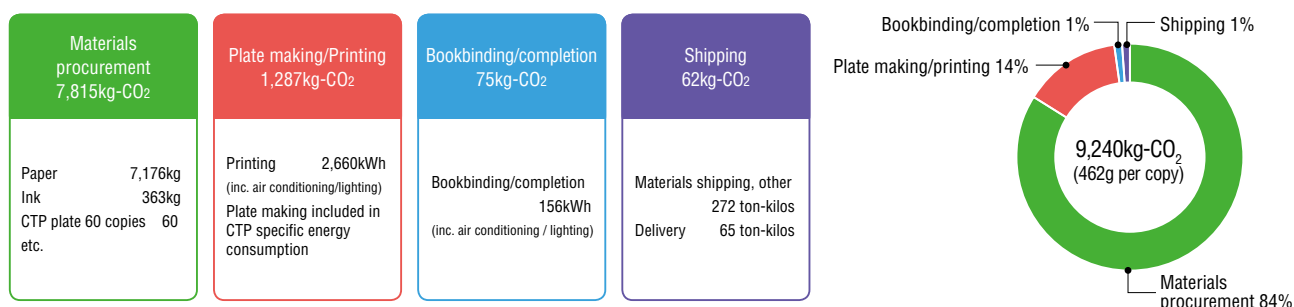 Materials
procurement
7,815kg-CO2
Paper 7,176kg
Ink 363kg
CTP plate 60 copies 60
etc.
Plate making/Printing
1,287kg-CO2
Printing 2,660kWh
(inc. air conditioning/lighting)
Plate making included in
CTP specific energy
consumption
Bookbinding/completion
75kg-CO2
Bookbinding/completion
156kWh
(inc. air conditioning / lighting)
Shipping
62kg-CO2
Materials shipping, other
272 ton-kilos
Delivery 65 ton-kilos
Bookbinding/completion 1%
Shipping 1%
Plate making/printing 14%
9,240kg-CO2
(462g per copy)
Materials
procurement 84%